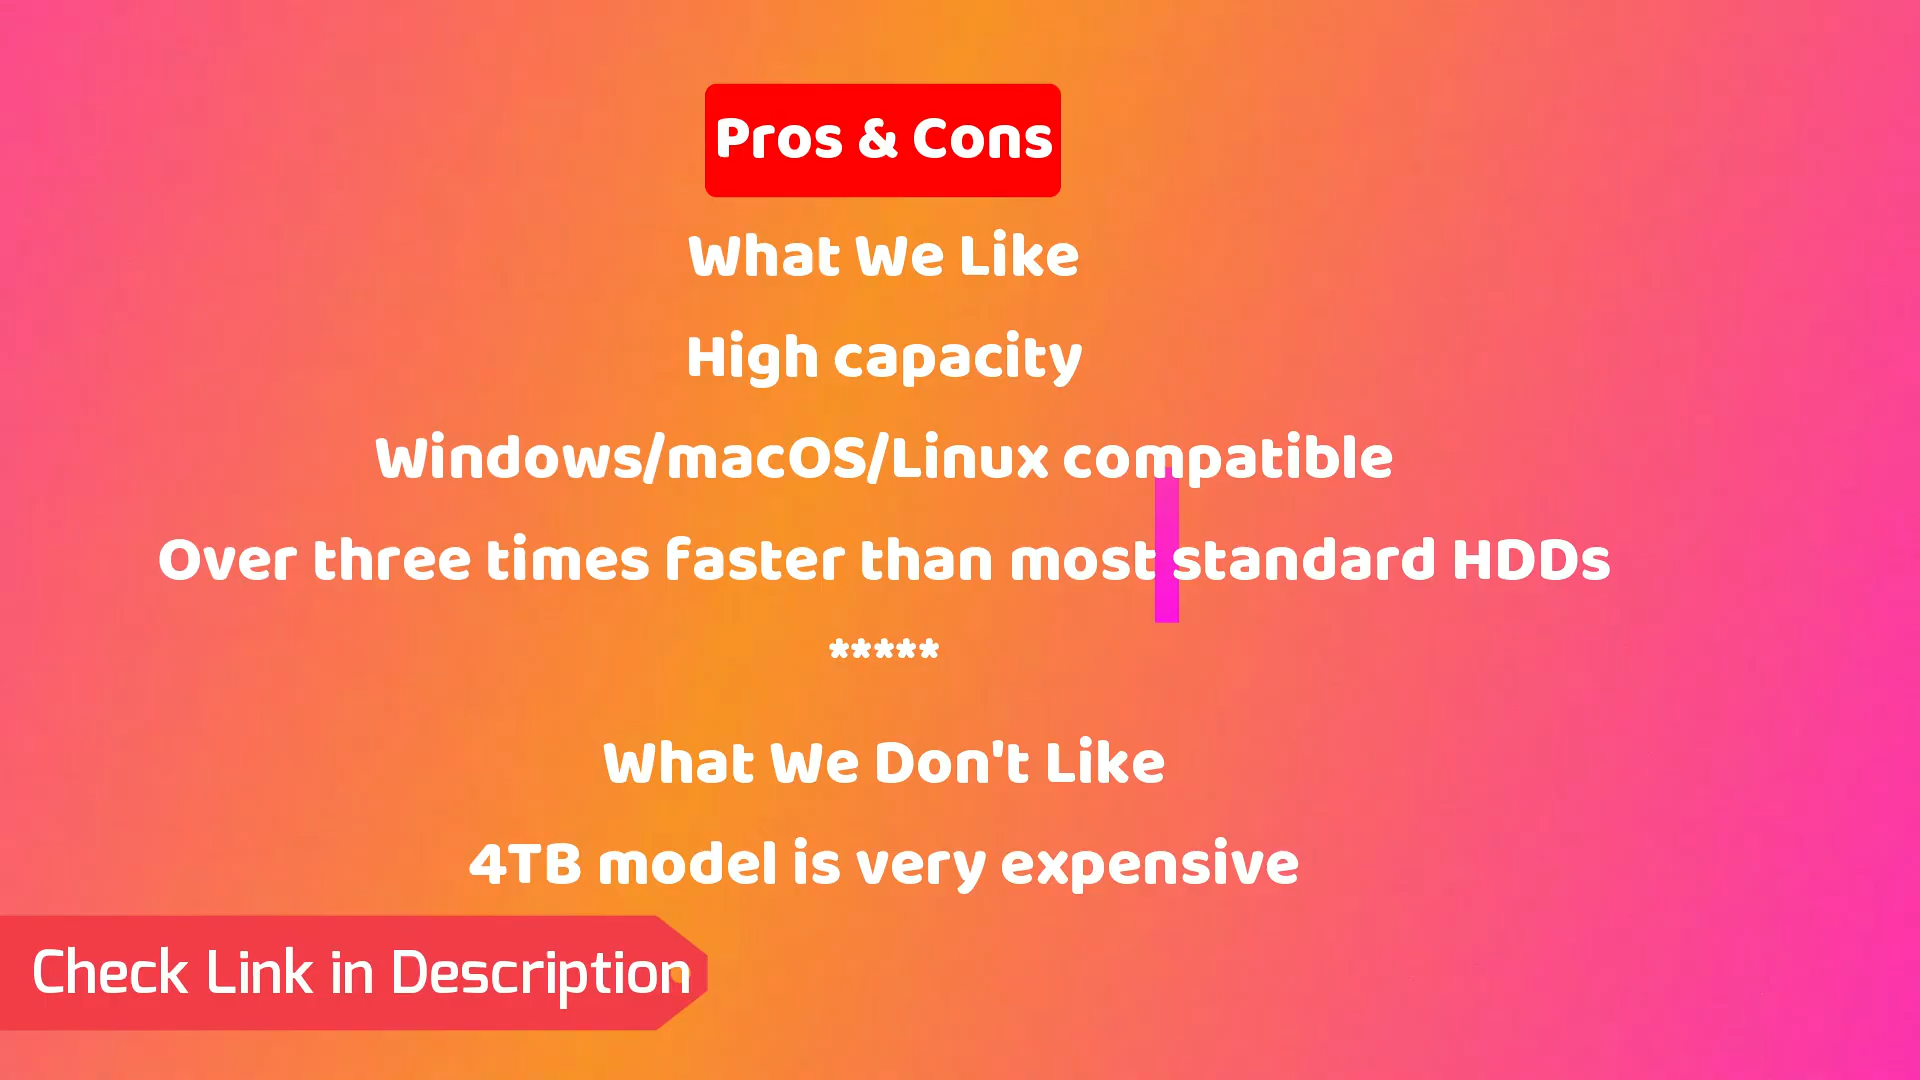 Pros & Cons
What We Like
High capacity
Windows/macOS/Linux compatible
Over three times faster than most standard HDDs
*****
What We Don't Like
4TB model is very expensive
Check Link in Description